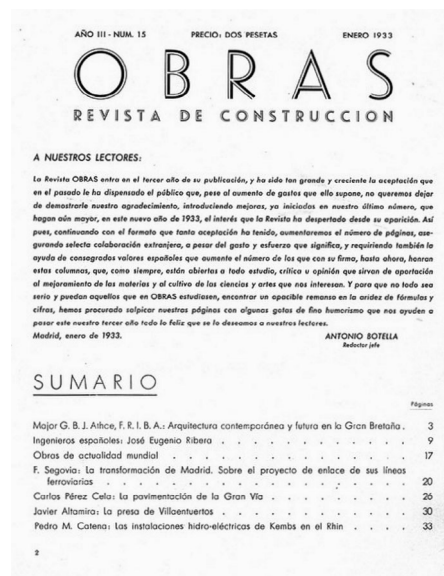 AÑO III - NUM. 15 PRECIO: DOS PESETAS ENERO 1933
OBRAS
REVISTA DE CONSTRUCCION
A NUESTROS LECTORES:
La Revista OBRAS entra en el tercer año de su publicación, y ha sido tan grande y creciente la aceptación que
en el pasado le ha dispensado el público que, pese al aumento de gastos que ello supone, no queremos dejar
de demostrarle nuestro agradecimiento, introduciendo mejoras, ya iniciadas en nuestro último número, que
hagan aún mayor, en este nuevo año de 1933, el interés que la Revista ha despertado desde su aparición. Así
pues, continuando con el formato que tanta aceptación ha tenido, aumentaremos el número de páginas, ase-
gurando selecta colaboración extranjera, a pesar del gasto y esfuerzo que significa, y requiriendo también la
ayuda de consagrados valores españoles que aumente el número de los que con su firma, hasta ahora, honran
estas columnas, que, como siempre, están abiertas a todo estudio, crítica u opinión que sirvan de aportación
al mejoramiento de las materias y al cultivo de las ciencias y artes que nos interesan. Y para que no todo sea
serio y puedan aquellos que en OBRAS estudiasen, encontrar un apacible remanso en la aridez de fórmulas y
cifras, hemos procurado salpicar nuestras páginas con algunas gotas de fino humorismo que nos ayuden a
pasar este nuestro tercer año todo lo feliz que se lo deseamos a nuestros lectores.
Madrid, enero de 1933. ANTONIO BOTELLA
Redactor jefe
SUMARIO
Páginas
Major G. B. J. Athce, F. R. I. B. A.: Arquitectura contemporánea y futura en la Gran Bretaña. 3
Ingenieros españoles: José Eugenio Ribera . . . . . . . . . . 9
Obras de actualidad mundial . . . . . . . . . . . . . 17
F. Segovia: La transformación de Madrid. Sobre el proyecto de enlace de sus líneas
ferroviarias . . . . . . . . . . . . . . . 20
Carlos Pérez Cela: La pavimentación de la Gran Vía . . . . . . . . 26
Javier Altamira: La presa de Villaentuertos . . . . . . . . . . 30
Pedro M. Catena: Las instalaciones hidro-eléctricas de Kembs en el Rhin . . . . 33
2